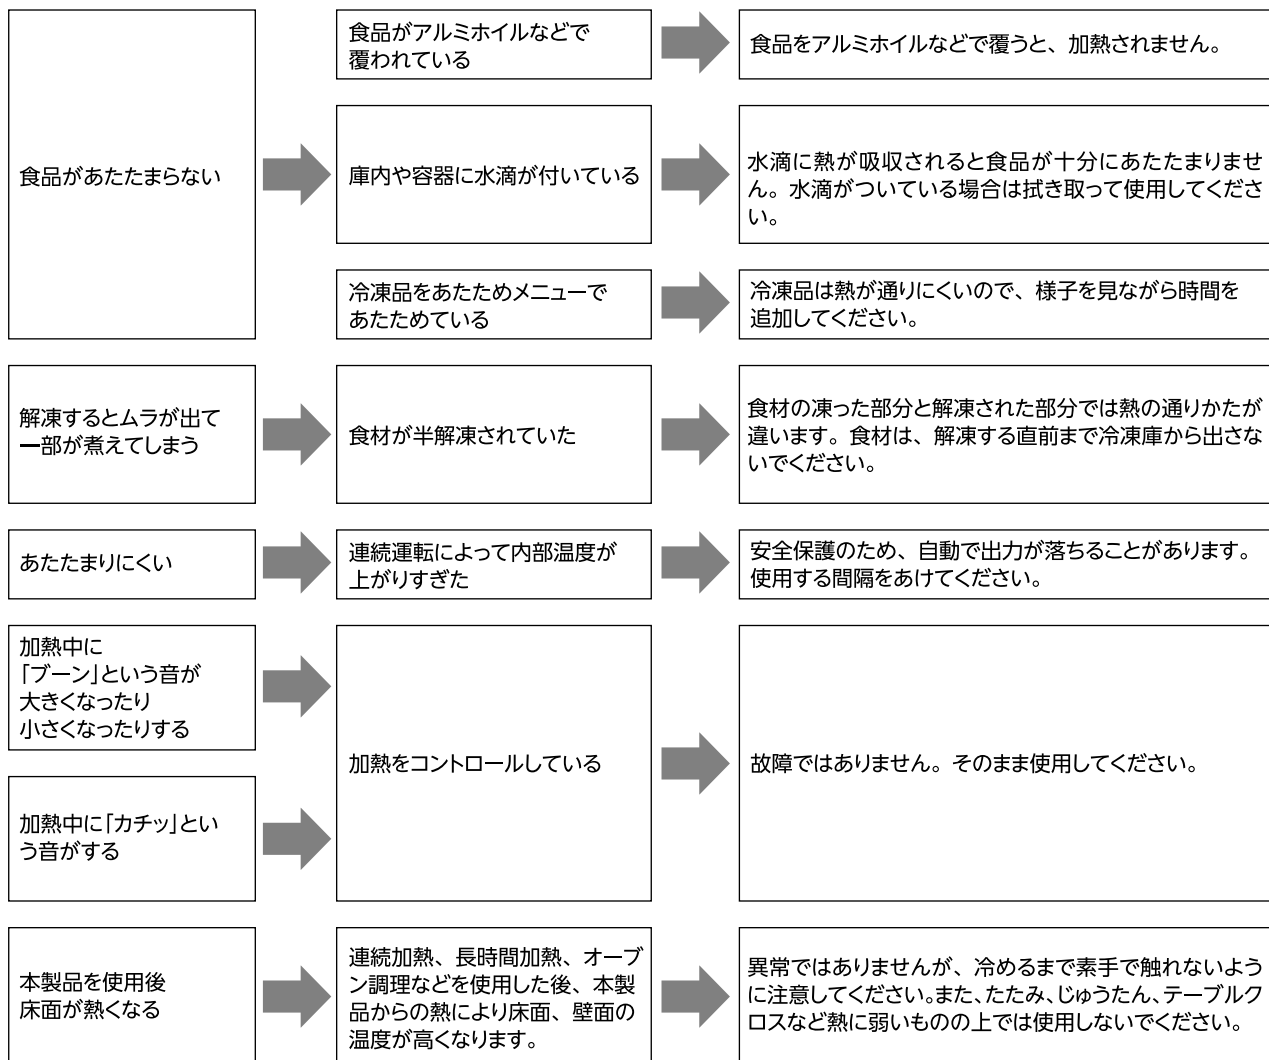 食品があたたまらない
食品がアルミホイルなどで
覆われている
食品をアルミホイルなどで覆うと、加熱されません。
庫内や容器に水滴が付いている
水滴に熱が吸収されると食品が十分にあたたまりませ
ん。水滴がついている場合は拭き取って使用してくださ
い。
冷凍品をあたためメニューで
あたためている
冷凍品は熱が通りにくいので、様子を見ながら時間を
追加してください。
解凍するとムラが出て
一部が煮えてしまう
食材が半解凍されていた
食材の凍った部分と解凍された部分では熱の通りかたが
違います。食材は、解凍する直前まで冷凍庫から出さな
いでください。
あたたまりにくい
連続運転によって内部温度が
上がりすぎた
安全保護のため、自動で出力が落ちることがあります。
使用する間隔をあけてください。
加熱中に
「ブーン」という音が
大きくなったり
小さくなったりする
加熱中に「カチッ」とい
う音がする
加熱をコントロールしている
故障ではありません。そのまま使用してください。
本製品を使用後
床面が熱くなる
連続加熱、長時間加熱、オーブ
ン調理などを使用した後、本製
品からの熱により床面、壁面の
温度が高くなります。
異常ではありませんが、冷めるまで素手で触れないよう
に注意してください。また、たたみ、じゅうたん、テーブルク
ロスなど熱に弱いものの上では使用しないでください。